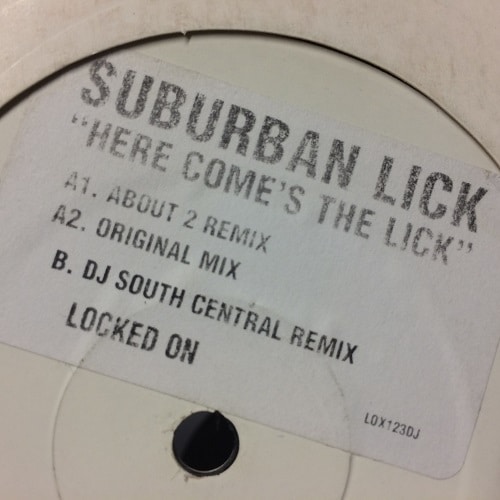 SUBURBAN LICK
"HERE COME'S THE LICK"
A1. ABOUT 2 REMIX
A2. ORIGINAL MIX
B. DJ SOUTH CENTRAL REMIX
LOCKED ON
LOX123DJ